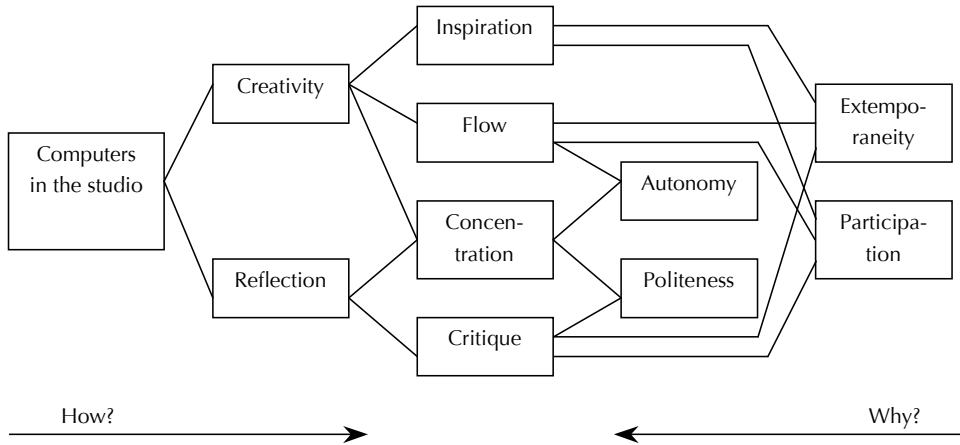 Computers
in the studio
Creativity
Reflection
Inspiration
Flow
Concen-
tration
Critique
Autonomy
Politeness
Extempo-
raneity
Participa-
tion
How?
Why?